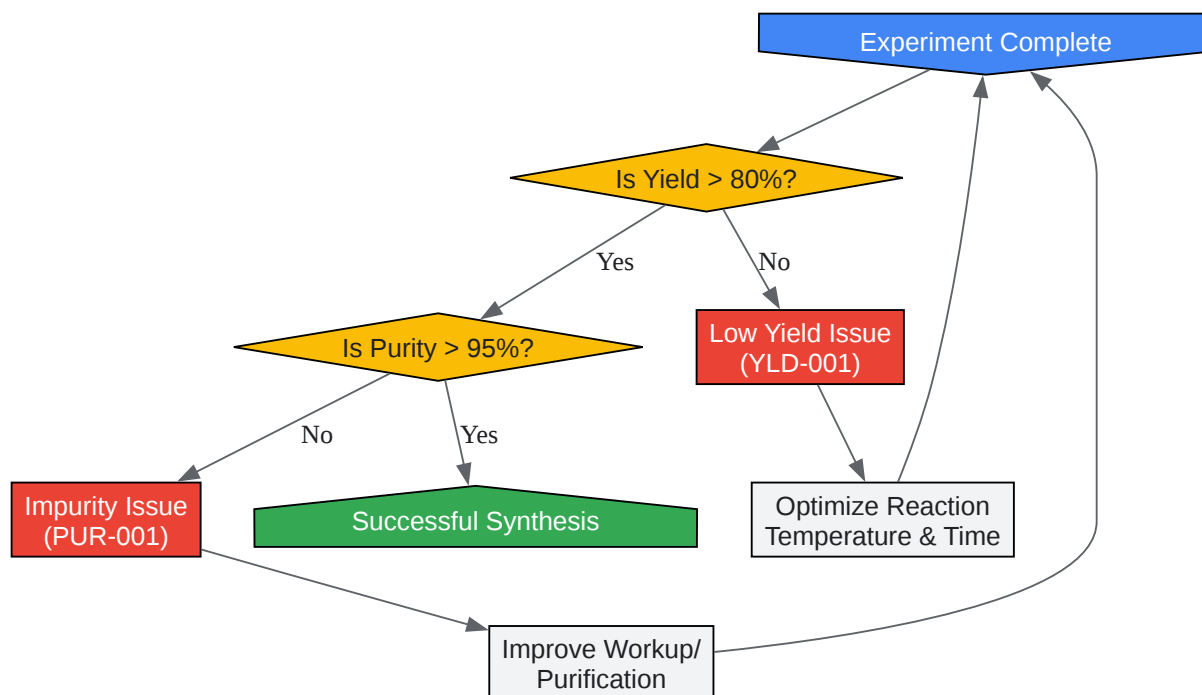 Experiment Complete
Is Yield > 80%?
Yes
No
Is Purity > 95%?
Low Yield Issue
(YLD-001)
No
Yes
Impurity Issue
(PUR-001)
Successful Synthesis
Optimize Reaction
Temperature & Time
Improve Workup/
Purification